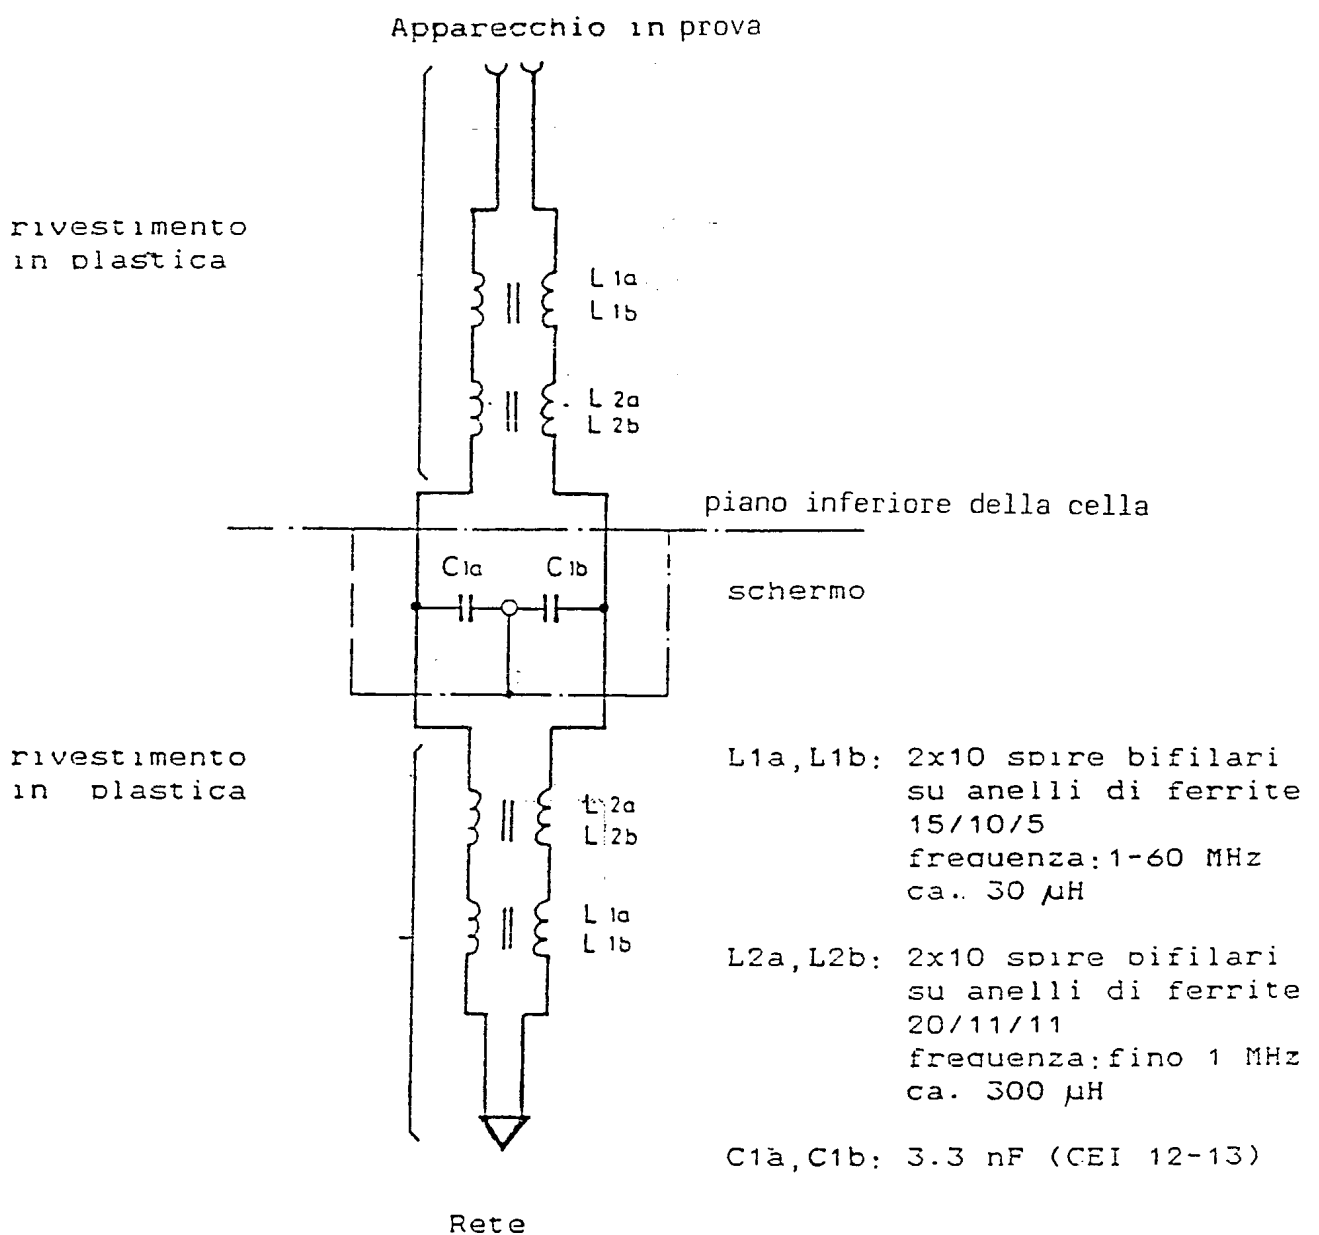 Apparecchio in prova
rivestimento
in plastica
L 1a
L 1b
L 2a
L 2b
piano inferiore della cella
C1a
C1b
schermo
rivestimento
in plastica
L 2a
L 2b
L 1a
L 1b
L1a,L1b: 2x10 spire bifilari
su anelli di ferrite
15/10/5
frequenza:1-60 MHz
ca. 30 µH
L2a,L2b: 2x10 spire bifilari
su anelli di ferrite
20/11/11
frequenza:fino 1 MHz
ca. 300 µH
C1a,C1b: 3.3 nF (CEI 12-13)
Rete